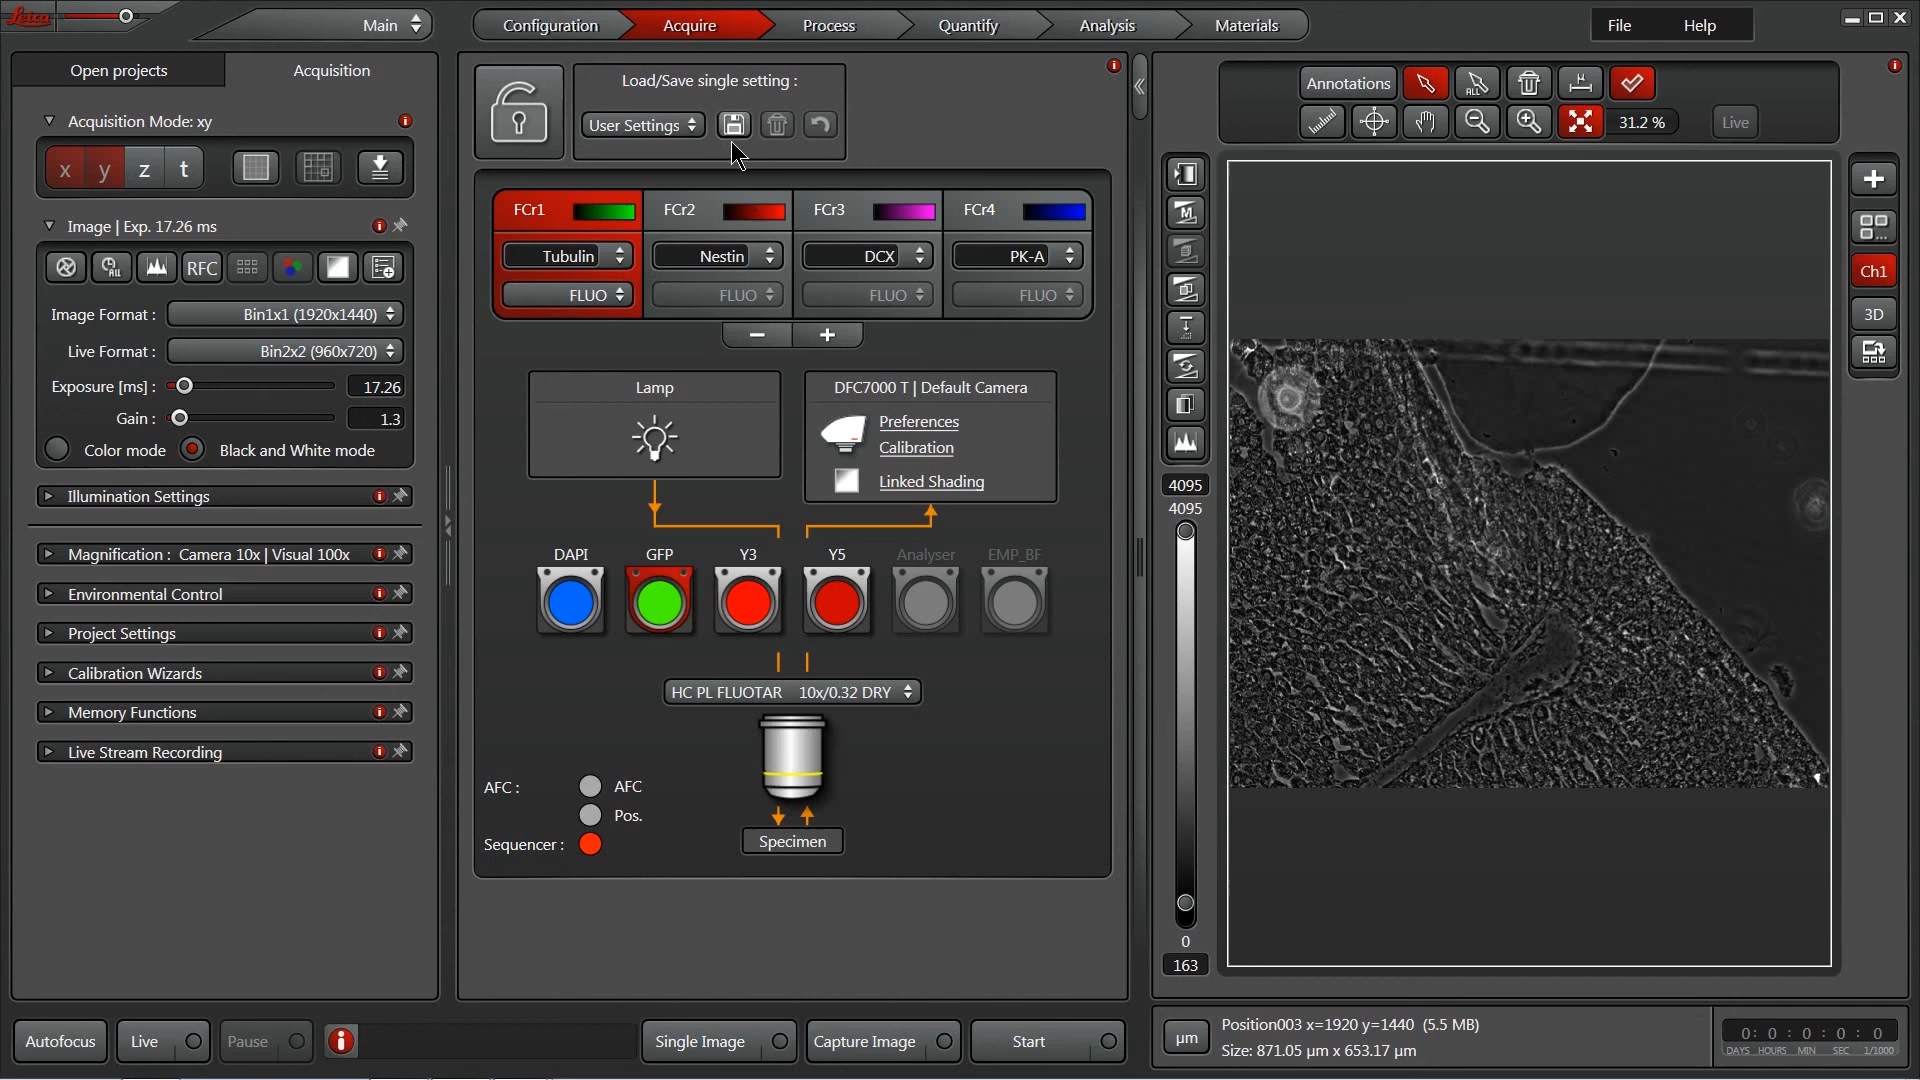 Leica
Main
Configuration
Acquire
Process
Quantify
Analysis
Materials
File
Help
Open projects
Acquisition
Acquisition Mode: xy
x y z t
Image | Exp. 17.26 ms
ALL
RFC
Image Format :
Bin1x1 (1920x1440)
Live Format :
Bin2x2 (960x720)
Exposure [ms] :
17.26
Gain :
1.3
Color mode
Black and White mode
Illumination Settings
Magnification : Camera 10x | Visual 100x
Environmental Control
Project Settings
Calibration Wizards
Memory Functions
Live Stream Recording
Load/Save single setting :
User Settings
FCr1
FCr2
FCr3
FCr4
Tubulin
Nestin
DCX
PK-A
FLUO
FLUO
FLUO
FLUO
Lamp
DFC7000 T | Default Camera
Preferences
Calibration
Linked Shading
DAPI
GFP
Y3
Y5
Analyser
EMP_BF
HC PL FLUOTAR 10x/0.32 DRY
AFC :
AFC
Pos.
Sequencer :
Specimen
Annotations
ALL
31.2 %
Live
M
4095
4095
0
163
Ch1
3D
Autofocus
Live
Pause
Single Image
Capture Image
Start
µm
Position003 x=1920 y=1440 (5.5 MB)
Size: 871.05 µm x 653.17 µm
0: 0 : 0 : 0 : 0
DAYS HOURS MIN SEC 1/1000